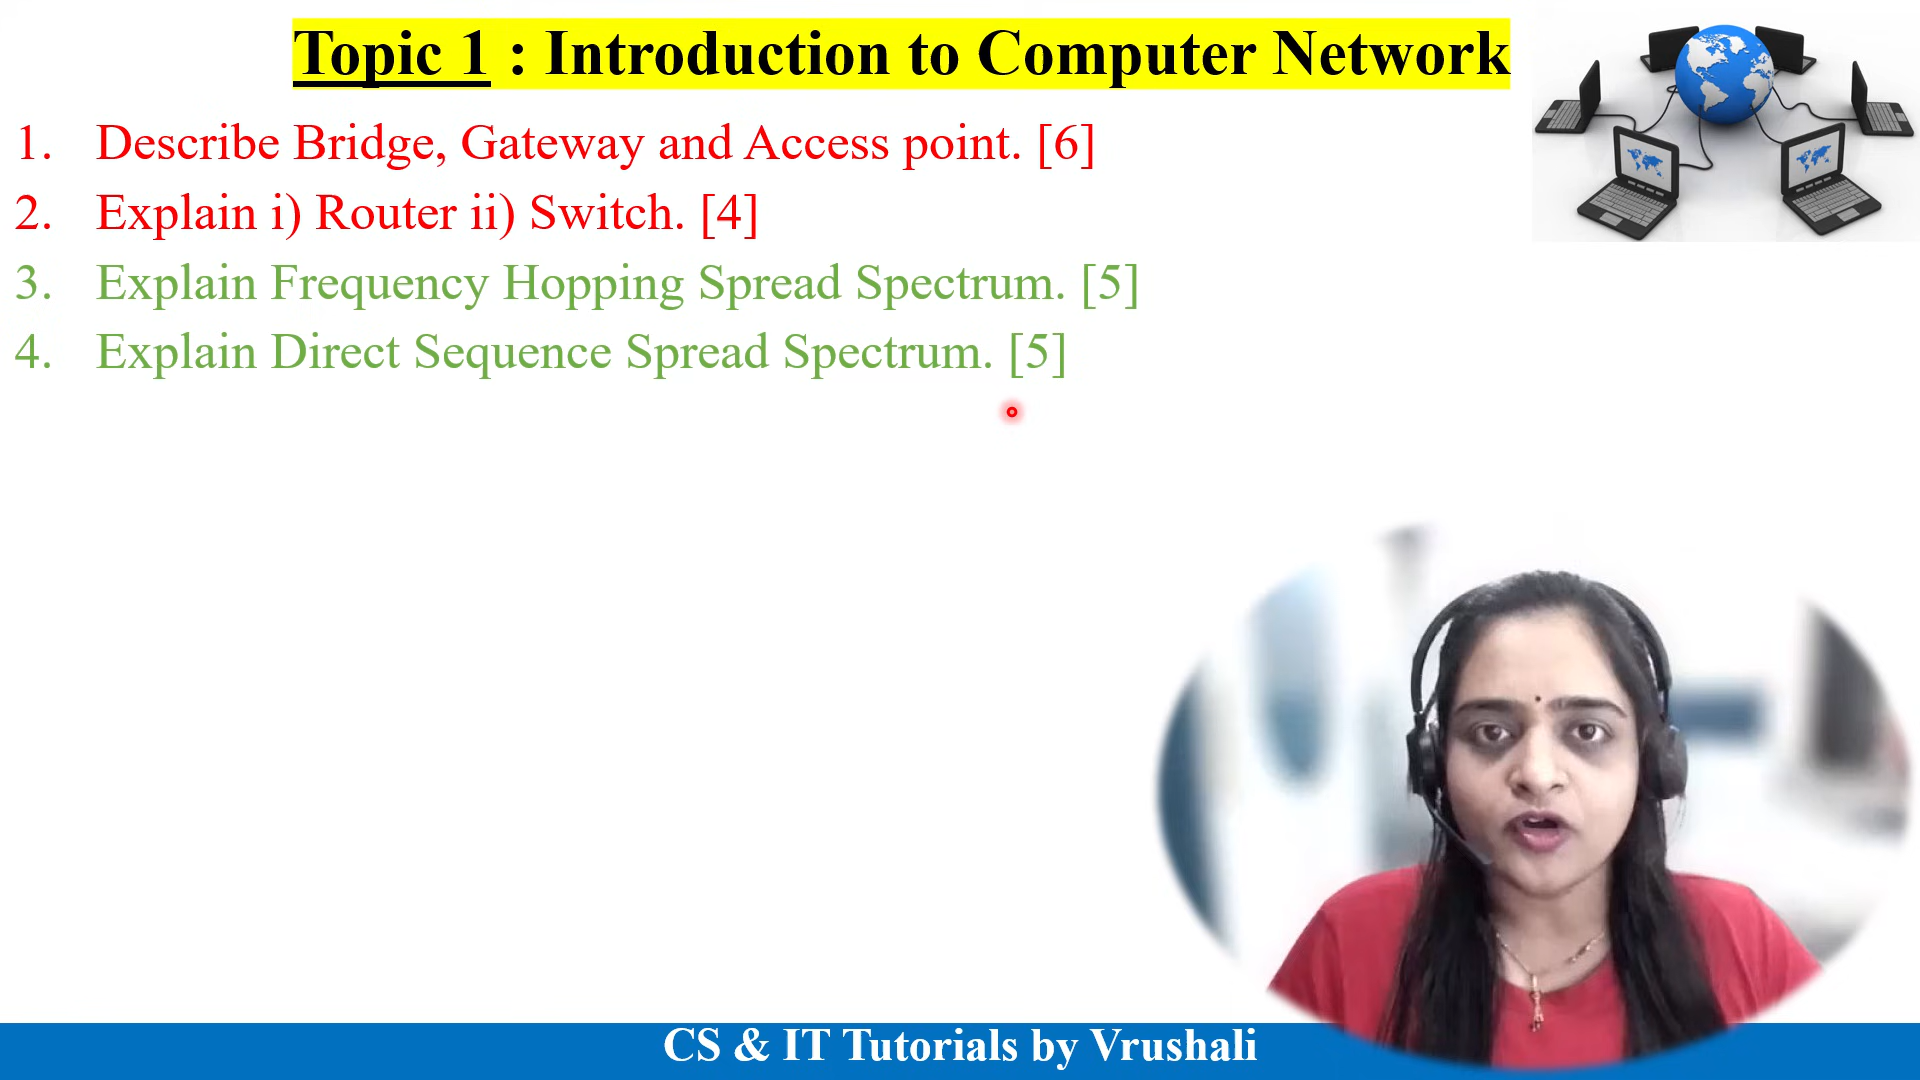 Topic 1 : Introduction to Computer Network
1. Describe Bridge, Gateway and Access point. [6]
2. Explain i) Router ii) Switch. [4]
3. Explain Frequency Hopping Spread Spectrum. [5]
4. Explain Direct Sequence Spread Spectrum. [5]
CS & IT Tutorials by Vrushali